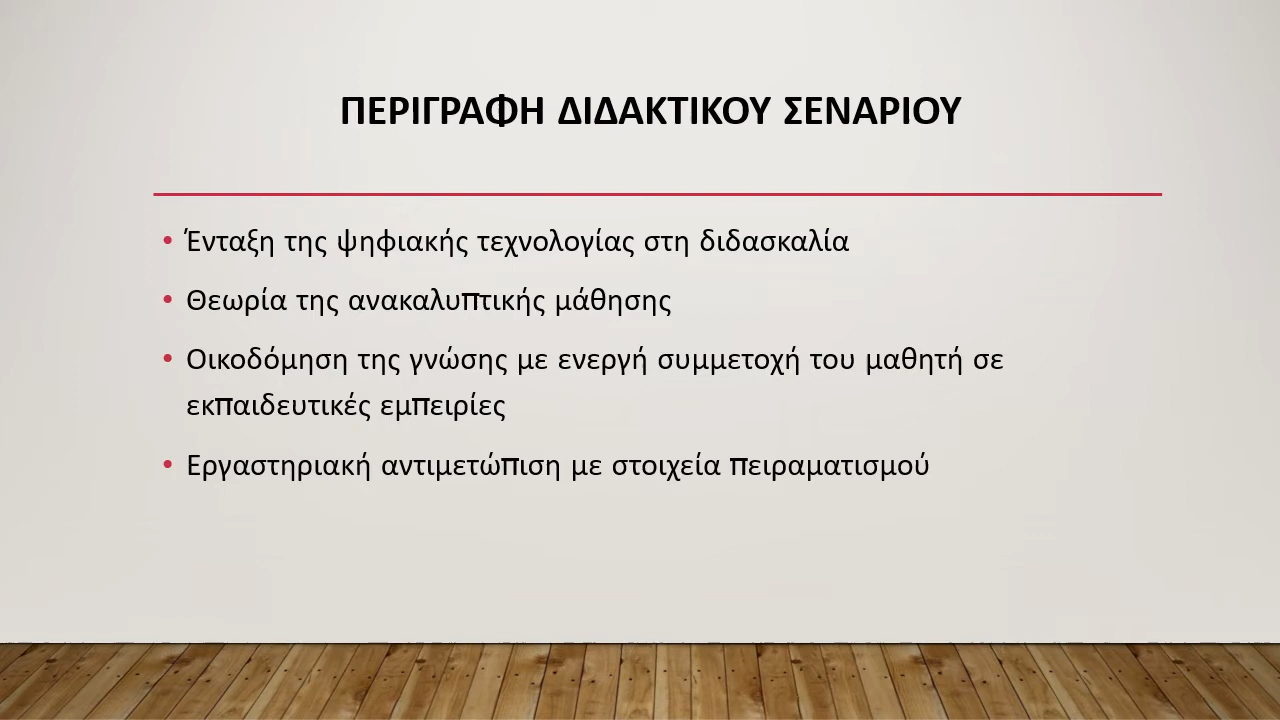 ΠΕΡΙΓΡΑΦΗ ΔΙΔΑΚΤΙΚΟΥ ΣΕΝΑΡΙΟΥ
• Ένταξη της ψηφιακής τεχνολογίας στη διδασκαλία
• Θεωρία της ανακαλυπτικής μάθησης
• Οικοδόμηση της γνώσης με ενεργή συμμετοχή του μαθητή σε
εκπαιδευτικές εμπειρίες
• Εργαστηριακή αντιμετώπιση με στοιχεία πειραματισμού